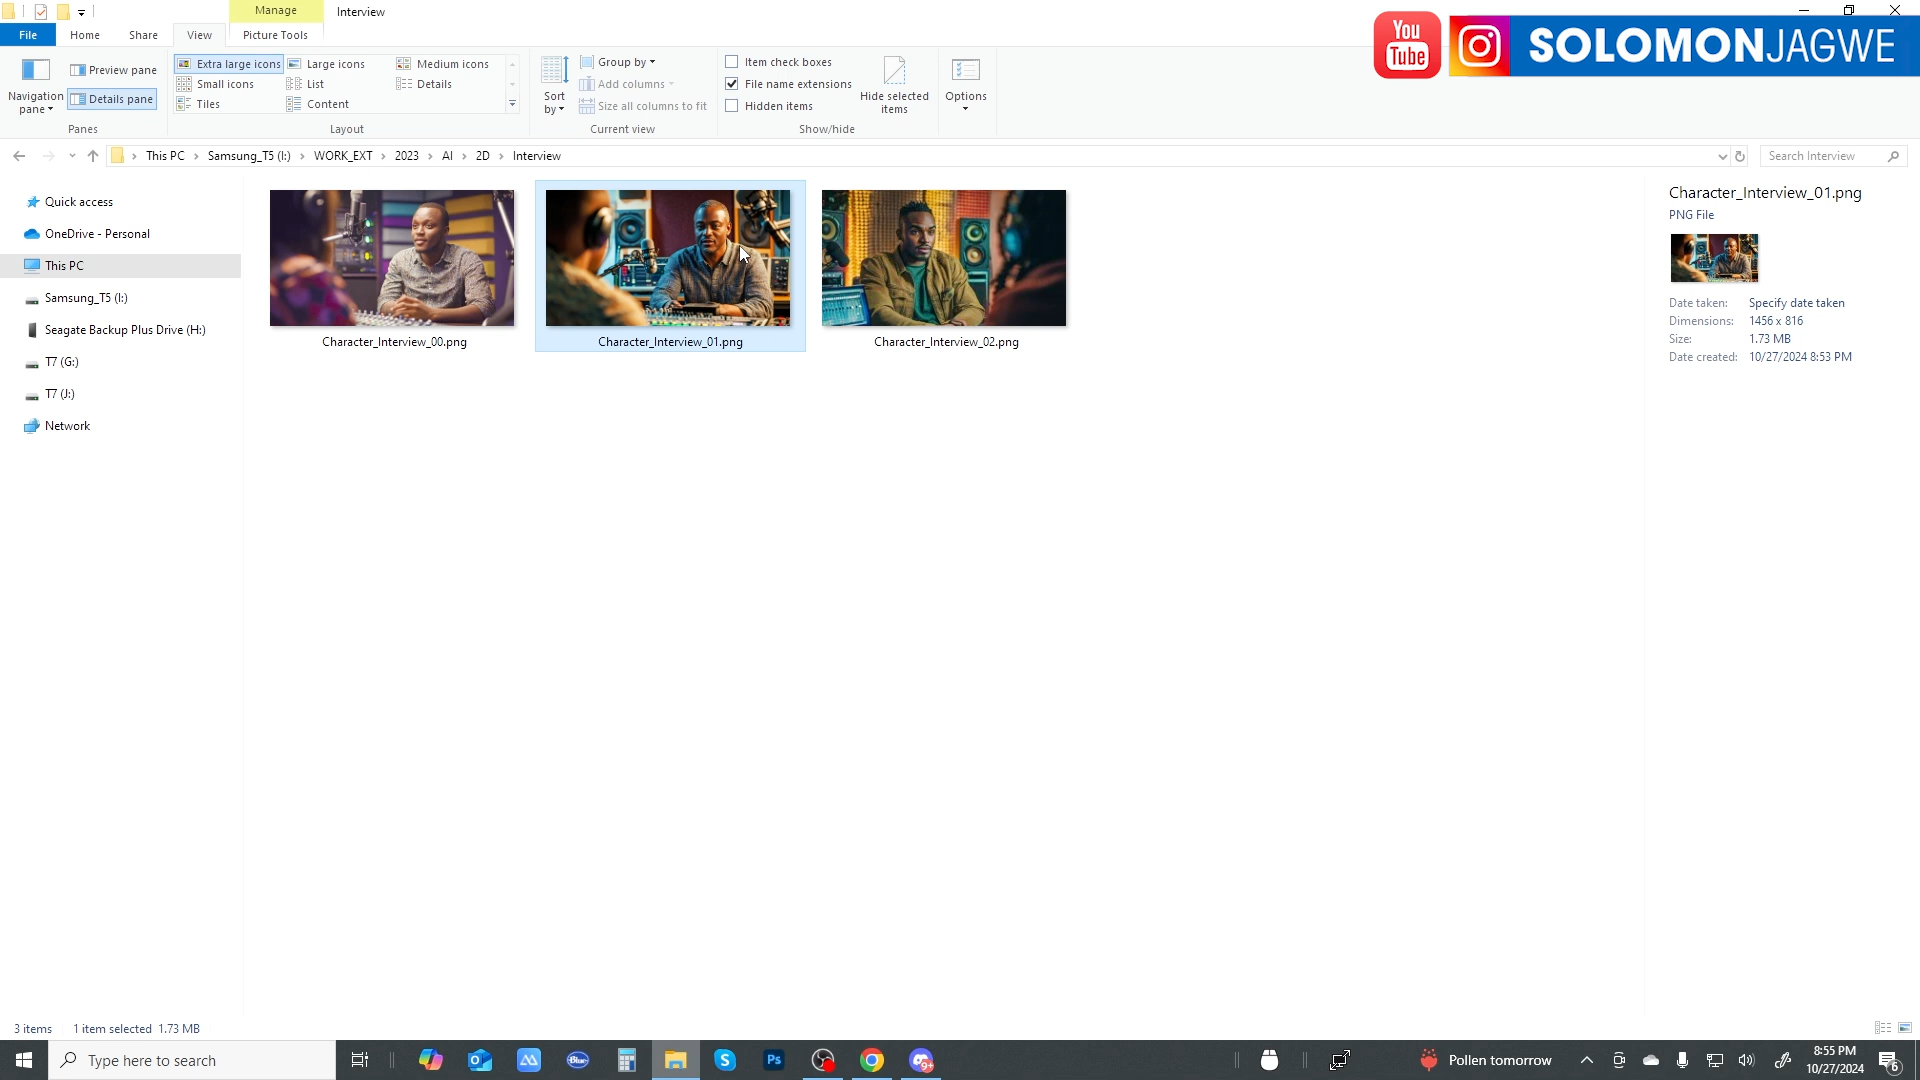 Manage
Interview
File
Home
Share
View
Picture Tools
You
Tube
SOLOMONJAGWE
Navigation
pane
Preview pane
Details pane
Panes
Extra large icons
Large icons
Medium icons
Small icons
List
Details
Tiles
Content
Layout
Sort
by
Group by
Add columns
Size all columns to fit
Current view
Item check boxes
File name extensions
Hidden items
Hide selected
items
Show/hide
Options
This PC > Samsung_T5 (I:) > WORK_EXT > 2023 > AI > 2D > Interview
Search Interview
Quick access
OneDrive - Personal
This PC
Samsung_T5 (I:)
Seagate Backup Plus Drive (H:)
T7 (G:)
T7 (J:)
Network
Character_Interview_00.png
Character_Interview_01.png
Character_Interview_02.png
Character_Interview_01.png
PNG File
Date taken: Specify date taken
Dimensions: 1456 x 816
Size: 1.73 MB
Date created: 10/27/2024 8:53 PM
3 items
1 item selected 1.73 MB
Type here to search
Blue
Ps
9+
Pollen tomorrow
8:55 PM
10/27/2024
6